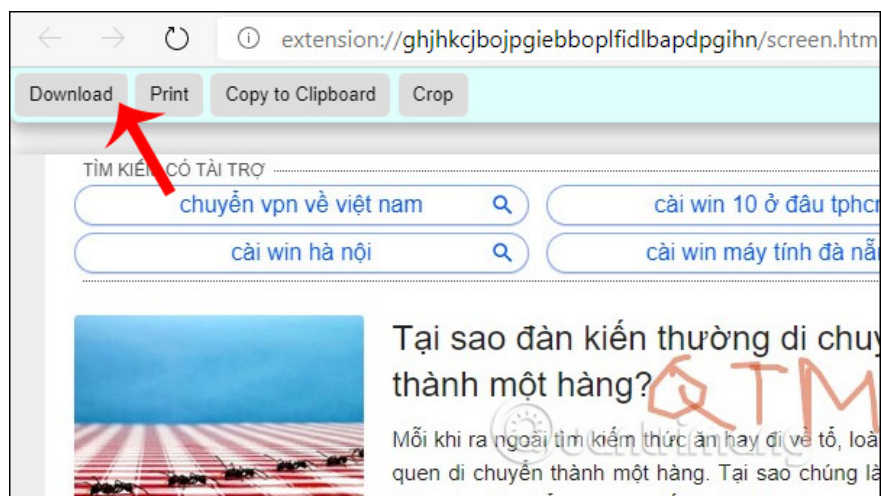 extension://ghjhkcjbojpgiebboplfidlbapdpgihn/screen.htm
Download Print Copy to Clipboard Crop
TÌM KIẾM CÓ TÀI TRỢ
chuyển vpn về việt nam
cài win 10 ở đâu tphcm
cài win hà nội
cài win máy tính đà nẵ
Tại sao đàn kiến thường di chuy
thành một hàng?
QTM
Mỗi khi ra ngoài tìm kiếm thức ăn hay đi về tổ, loà
quantrimang
quen di chuyển thành một hàng. Tại sao chúng là